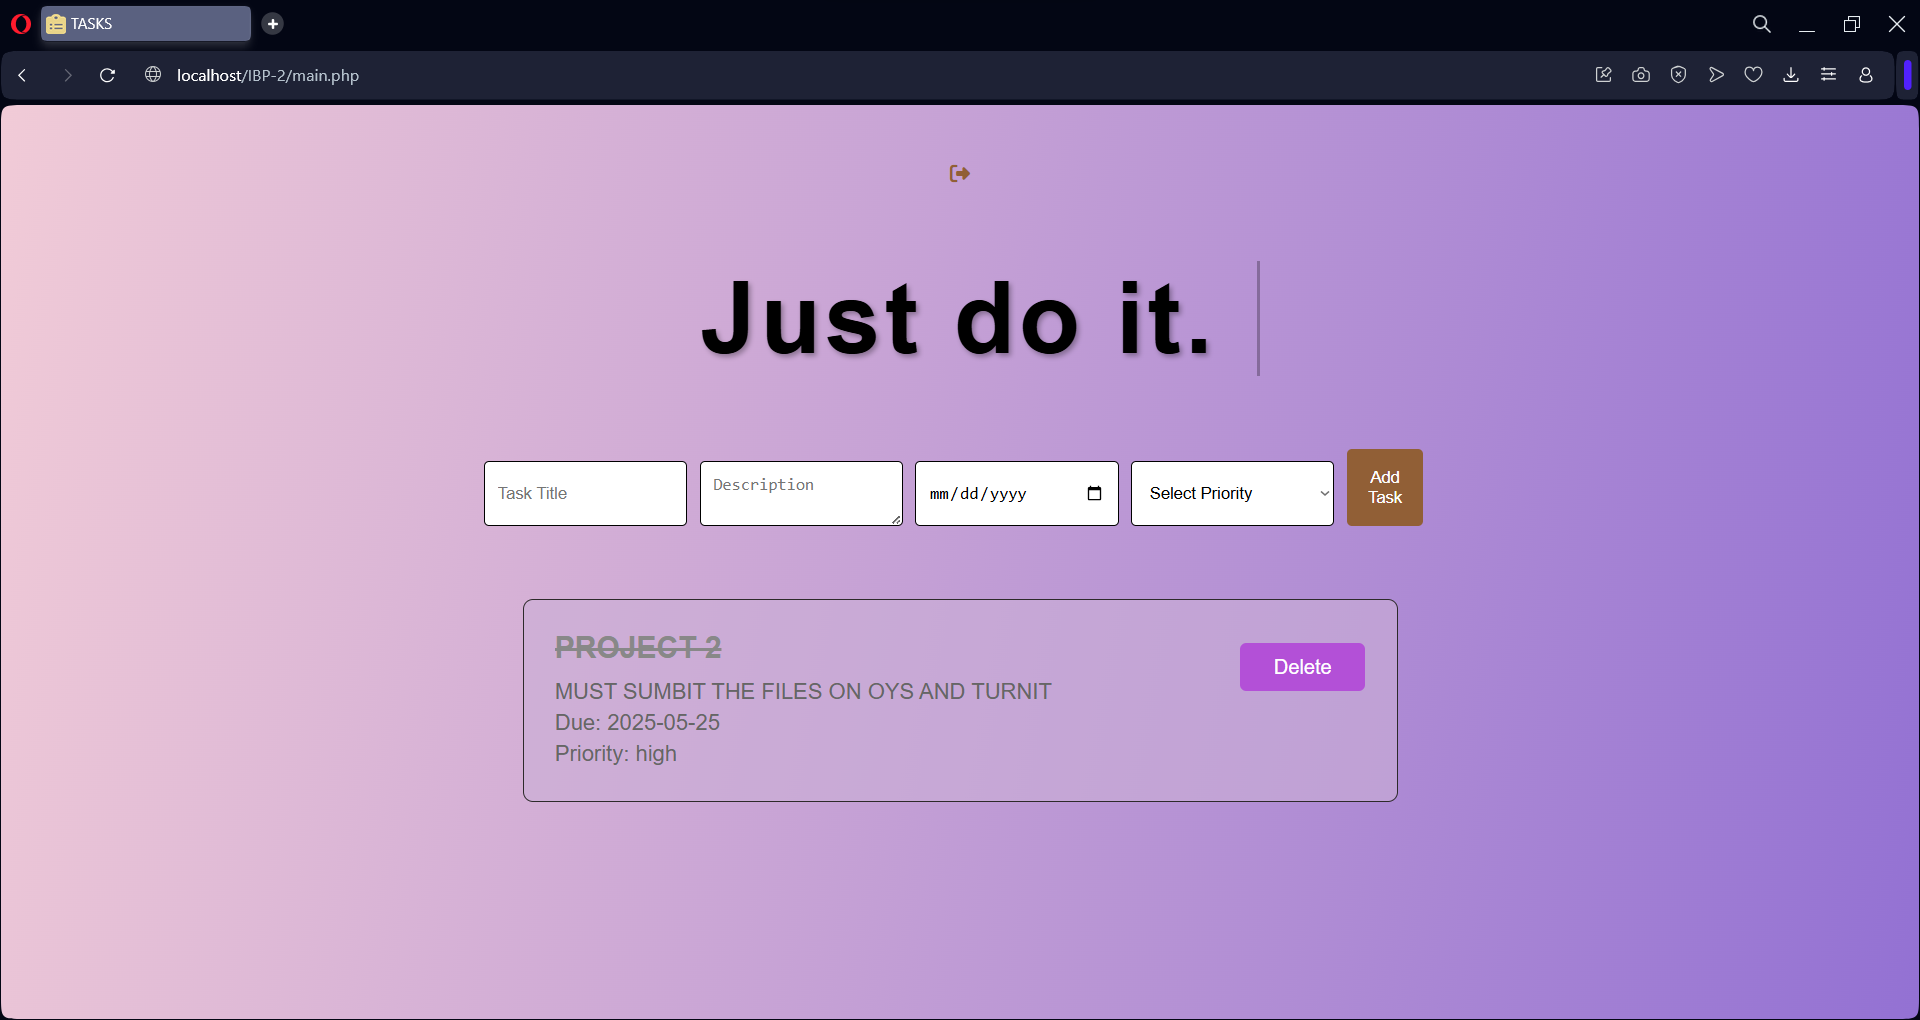 TASKS
localhost/IBP-2/main.php
Just do it.
Task Title
Description
mm/dd/yyyy
Select Priority
Add
Task
PROJECT 2
Delete
MUST SUMBIT THE FILES ON OYS AND TURNIT
Due: 2025-05-25
Priority: high